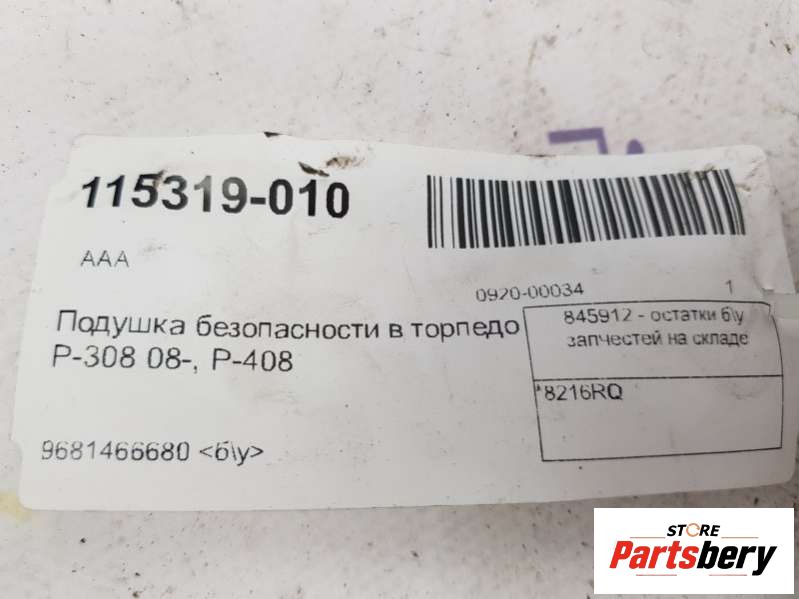 115319-010
AAA
0920-00034 1
Подушка безопасности в торпедо
P-308 08-, P-408
845912 - остатки б\у
запчестей на складе
*8216RQ
9681466680 <б\у>
STORE
Partsbery